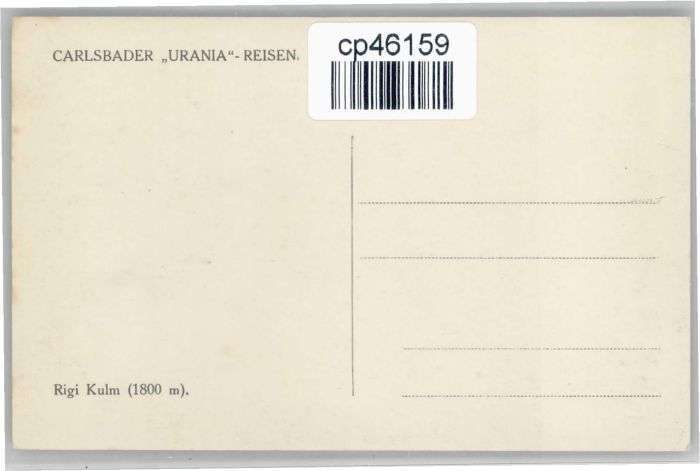 cp46159
CARLSBADER „URANIA“-REISEN.
Rigi Kulm (1800 m).